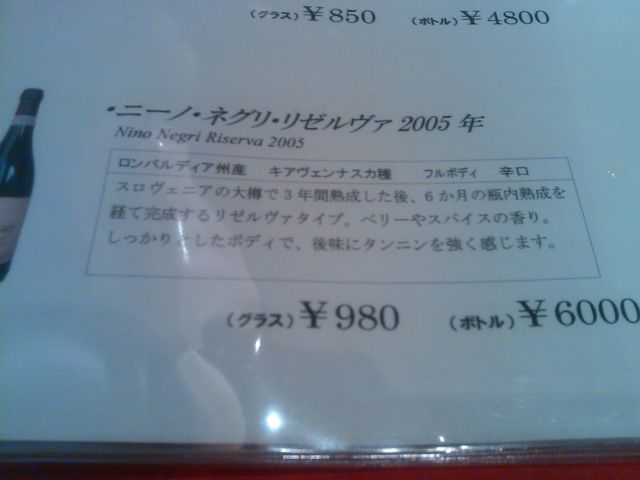 (グラス) ¥850 (ボトル) ¥4800
・ニーノ・ネグリ・リゼルヴァ 2005 年
Nino Negri Riserva 2005
ロンバルディア州産 キアヴェンナスカ種 フルボディ 辛口
スロヴェニアの大樽で3年間熟成した後、6か月の瓶内熟成を
経て完成するリゼルヴァタイプ。ベリーやスパイスの香り。
しっかりとしたボディで、後味にタンニンを強く感じます。
(グラス) ¥980 (ボトル) ¥6000